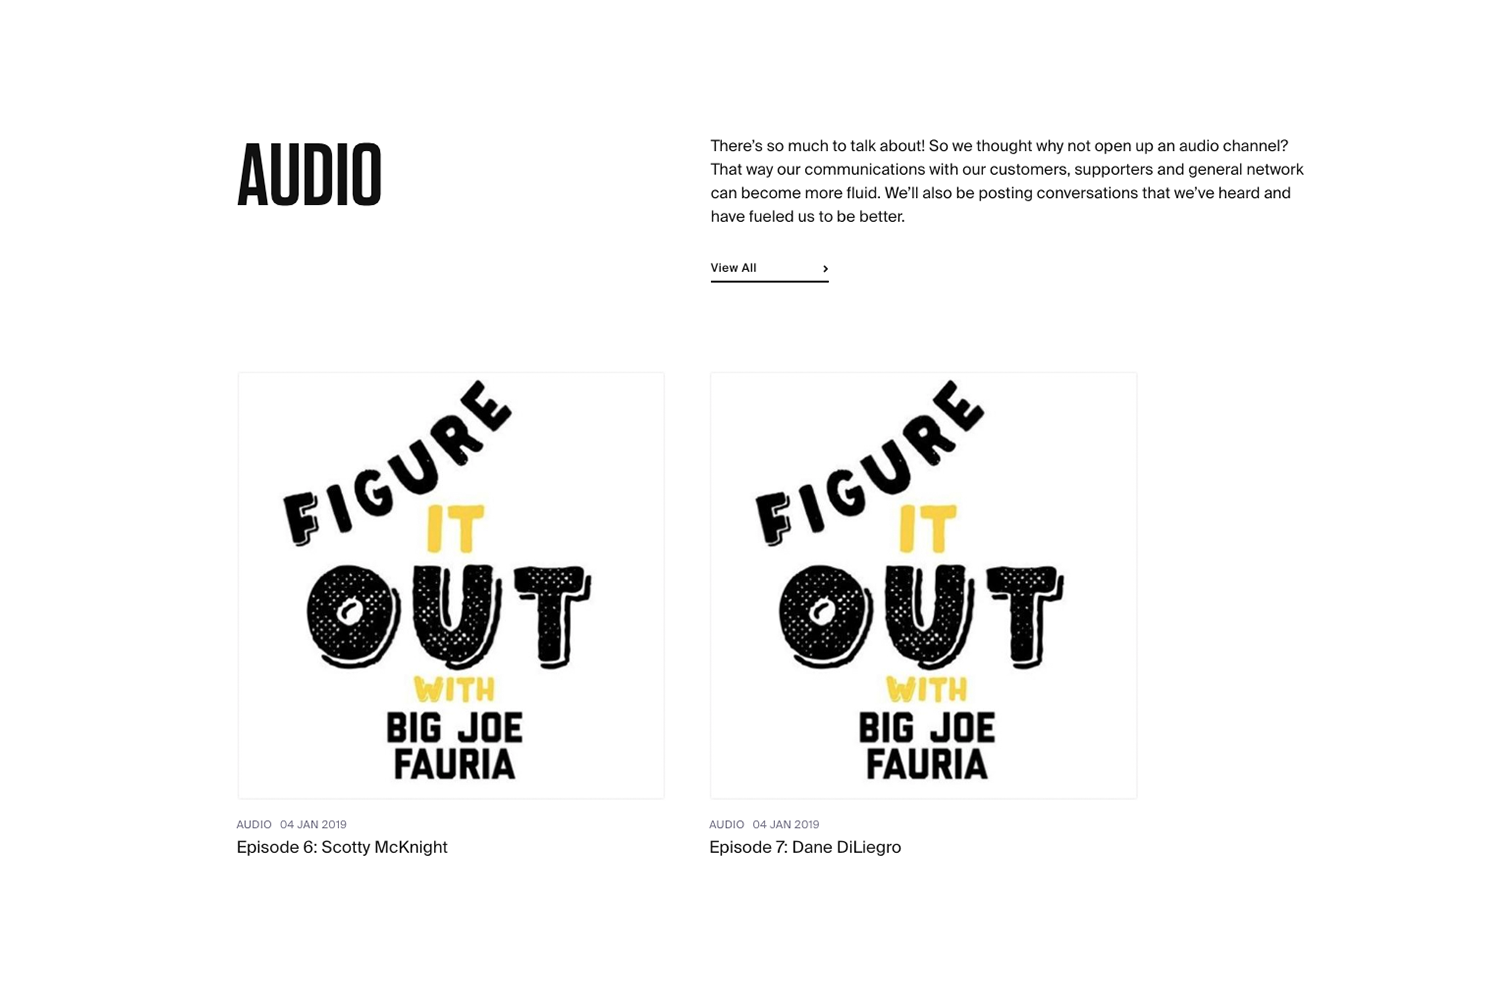 AUDIO
There’s so much to talk about! So we thought why not open up an audio channel?
That way our communications with our customers, supporters and general network
can become more fluid. We’ll also be posting conversations that we’ve heard and
have fueled us to be better.
View All
FIGURE
IT
OUT
WITH
BIG JOE
FAURIA
AUDIO 04 JAN 2019
Episode 6: Scotty McKnight
FIGURE
IT
OUT
WITH
BIG JOE
FAURIA
AUDIO 04 JAN 2019
Episode 7: Dane DiLiegro